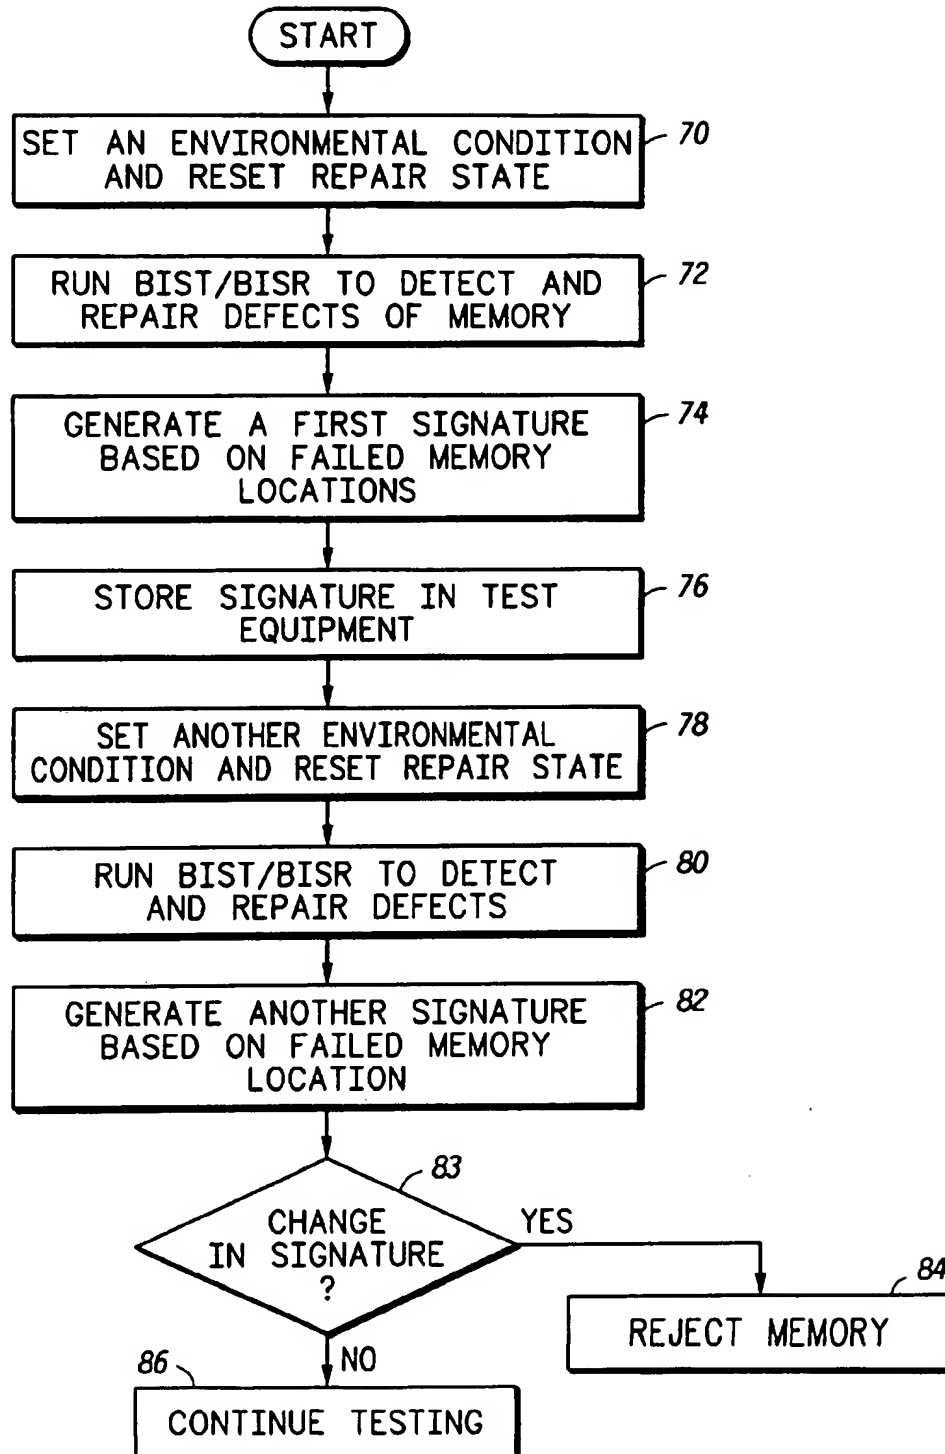 START
SET AN ENVIRONMENTAL CONDITION
AND RESET REPAIR STATE
70
RUN BIST/BISR TO DETECT AND
REPAIR DEFECTS OF MEMORY
72
GENERATE A FIRST SIGNATURE
BASED ON FAILED MEMORY
LOCATIONS
74
STORE SIGNATURE IN TEST
EQUIPMENT
76
SET ANOTHER ENVIRONMENTAL
CONDITION AND RESET REPAIR STATE
78
RUN BIST/BISR TO DETECT
AND REPAIR DEFECTS
80
GENERATE ANOTHER SIGNATURE
BASED ON FAILED MEMORY
LOCATION
82
83
CHANGE
IN SIGNATURE
?
YES
84
REJECT MEMORY
NO
86
CONTINUE TESTING